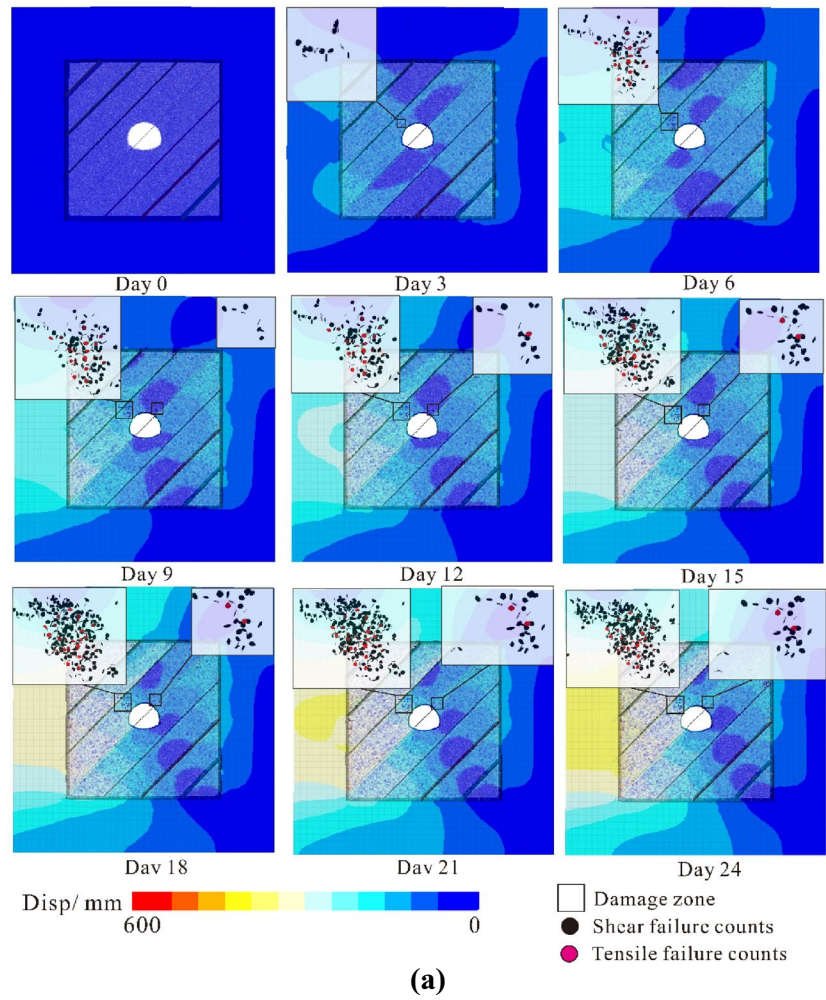 Day 0
Day 3
Day 6
Day 9
Day 12
Day 15
Dav 18
Dav 21
Day 24
Disp/ mm
600
0
Damage zone
Shear failure counts
Tensile failure counts
(a)